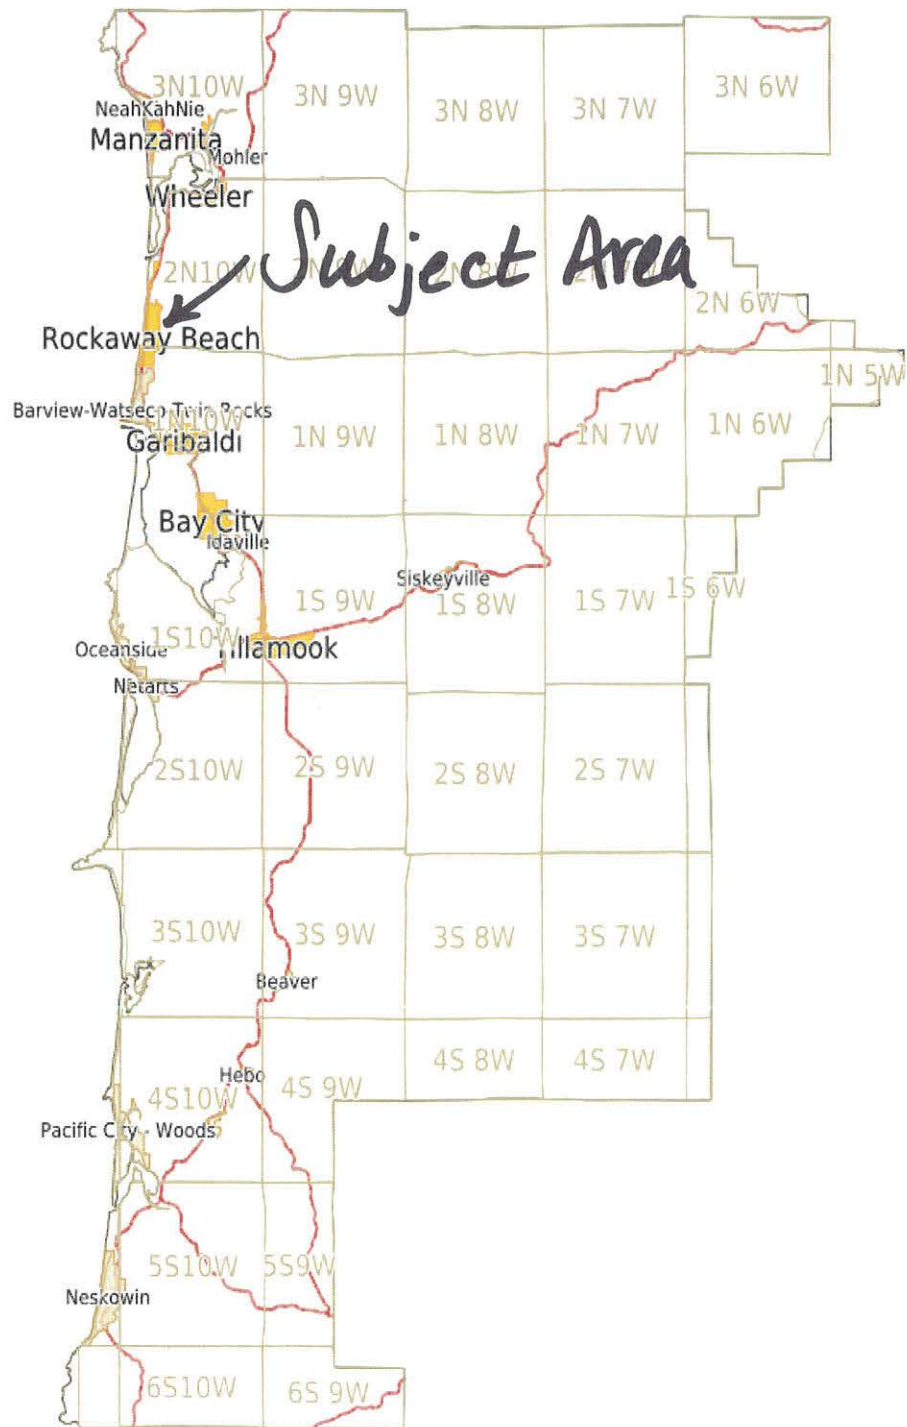 3N10W
3N 9W
3N 8W
3N 7W
3N 6W
NeahKahNie
Manzanita
Mohler
Wheeler
Subject Area
2N10W
2N 8W
2N 6W
Rockaway Beach
1N 5W
Barview-Watseco-Twin Rocks
1N10W
1N 9W
1N 8W
1N 7W
1N 6W
Garibaldi
Bay City
Idaville
Siskeyville
1S 9W
1S 8W
1S 7W
1S 6W
1S10W
Tillamook
Oceanside
Netarts
2S10W
2S 9W
2S 8W
2S 7W
3S10W
3S 9W
3S 8W
3S 7W
Beaver
4S 8W
4S 7W
Hebo
4S10W
4S 9W
Pacific City - Woods
5S10W
5S9W
Neskowin
6S10W
6S 9W